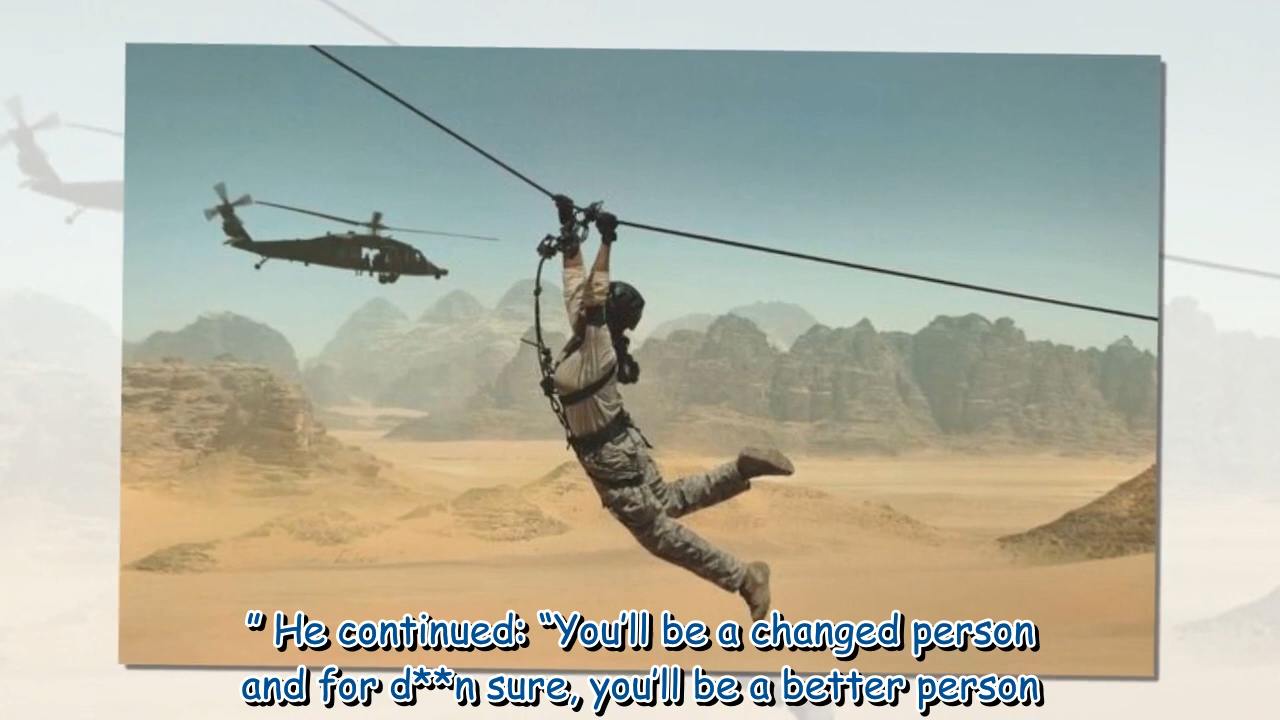 ” He continued: “You’ll be a changed person
and for d**n sure, you’ll be a better person